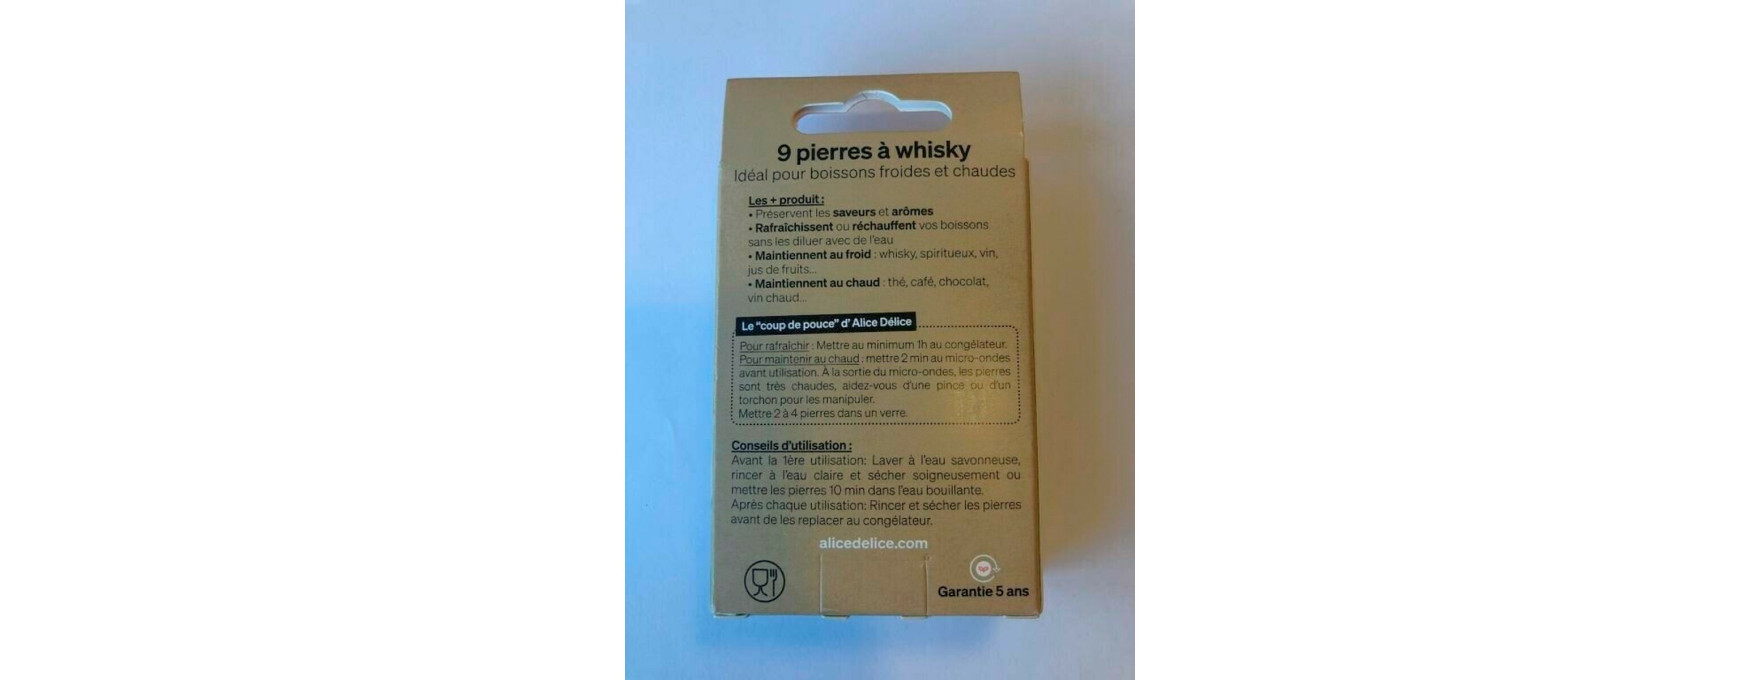 9 pierres à whisky
Idéal pour boissons froides et chaudes
Les + produit :
• Préservent les saveurs et arômes
• Rafraîchissent ou réchauffent vos boissons
sans les diluer avec de l'eau
• Maintiennent au froid : whisky, spiritueux, vin,
jus de fruits...
• Maintiennent au chaud : thé, café, chocolat,
vin chaud...
Le "coup de pouce" d'Alice Délice
Pour rafraîchir : Mettre au minimum 1h au congélateur.
Pour maintenir au chaud : mettre 2 min au micro-ondes
avant utilisation. À la sortie du micro-ondes, les pierres
sont très chaudes, aidez-vous d'une pince ou d'un
torchon pour les manipuler.
Mettre 2 à 4 pierres dans un verre.
Conseils d'utilisation :
Avant la 1ère utilisation: Laver à l'eau savonneuse,
rincer à l'eau claire et sécher soigneusement ou
mettre les pierres 10 min dans l'eau bouillante.
Après chaque utilisation: Rincer et sécher les pierres
avant de les replacer au congélateur.
alicedelice.com
Garantie 5 ans